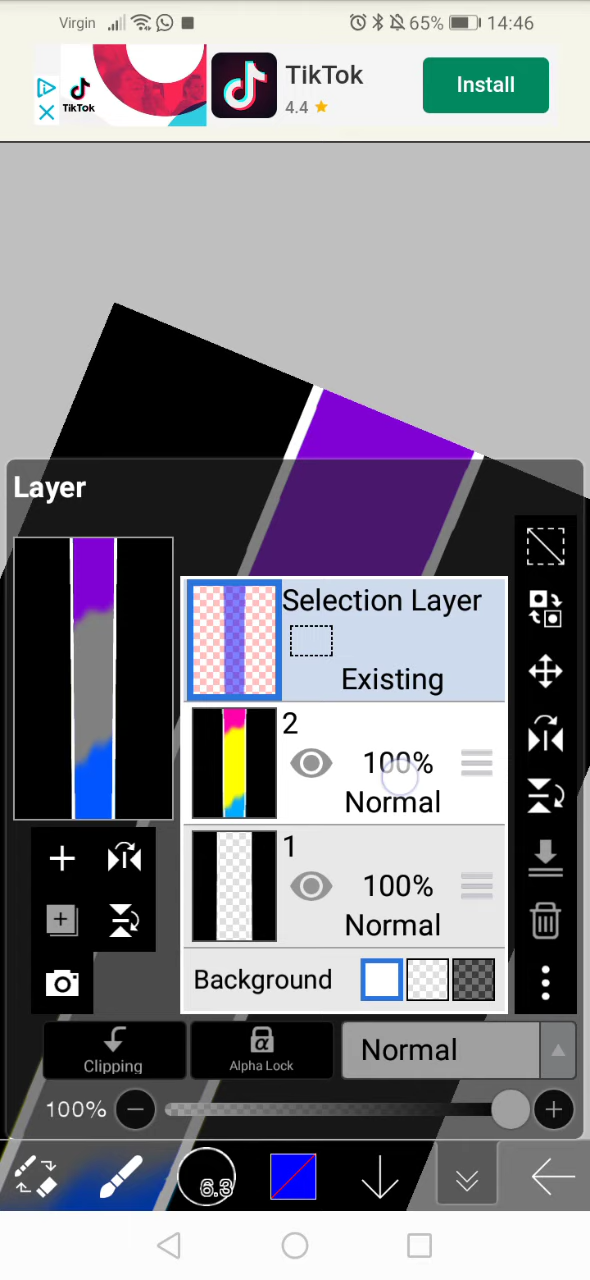 Virgin 65% 14:46
TikTok
4.4
Install
TikTok
Layer
Selection Layer
Existing
2
100%
Normal
1
100%
Normal
Background
Clipping
α
Alpha Lock
Normal
100%
6.3